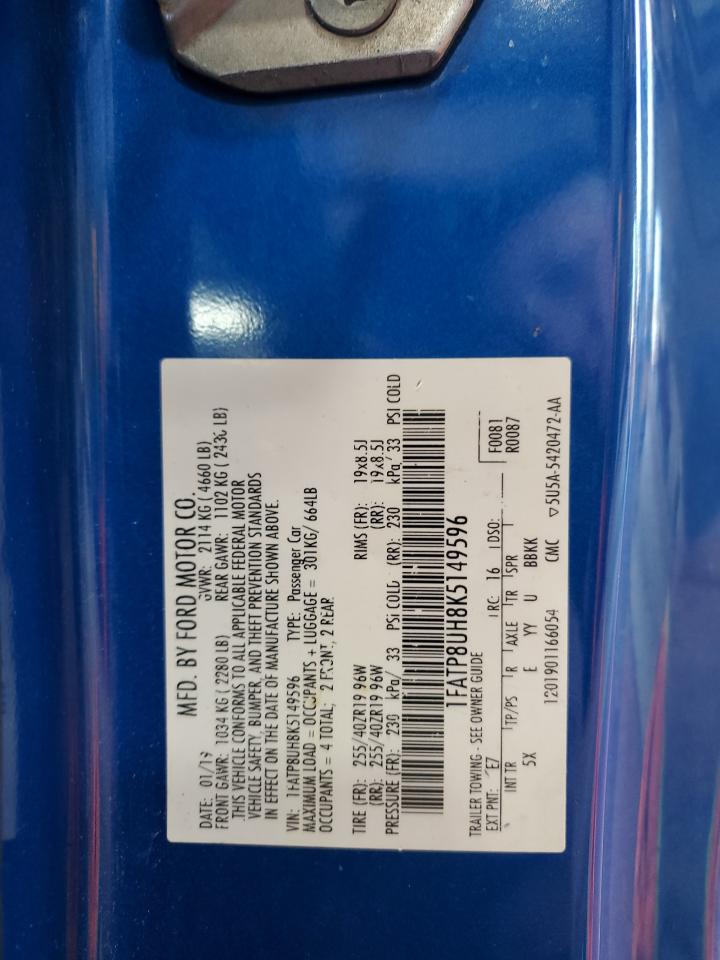 MFD. BY FORD MOTOR CO.
DATE: 01/19 GVWR: 2114 KG ( 4660 LB)
FRONT GAWR: 1034 KG ( 2280 LB) REAR GAWR: 1102 KG ( 2430 LB)
THIS VEHICLE CONFORMS TO ALL APPLICABLE FEDERAL MOTOR
VEHICLE SAFETY, BUMPER, AND THEFT PREVENTION STANDARDS
IN EFFECT ON THE DATE OF MANUFACTURE SHOWN ABOVE.
VIN: 1FATP8UH8K5149596 TYPE: Passenger Car
MAXIMUM LOAD = OCCUPANTS + LUGGAGE = 301KG/ 664LB
OCCUPANTS = 4 TOTAL; 2 FRONT, 2 REAR
TIRE (FR): 255/40ZR19 96W RIMS (FR): 19x8.5J
(RR): 255/40ZR19 96W (RR): 19x8.5J
PRESSURE (FR): 230 kPa/ 33 PSI COLD (RR): 230 kPa/ 33 PSI COLD
1FATP8UH8K5149596
TRAILER TOWING - SEE OWNER GUIDE
EXT PNT: E7 RC: 16 DSO: F0081
R0087
INT TR TP/PS R AXLE TR SPR
5X E YY U BBKK
1201901166054 CMC ▽5U5A-5420472-AA